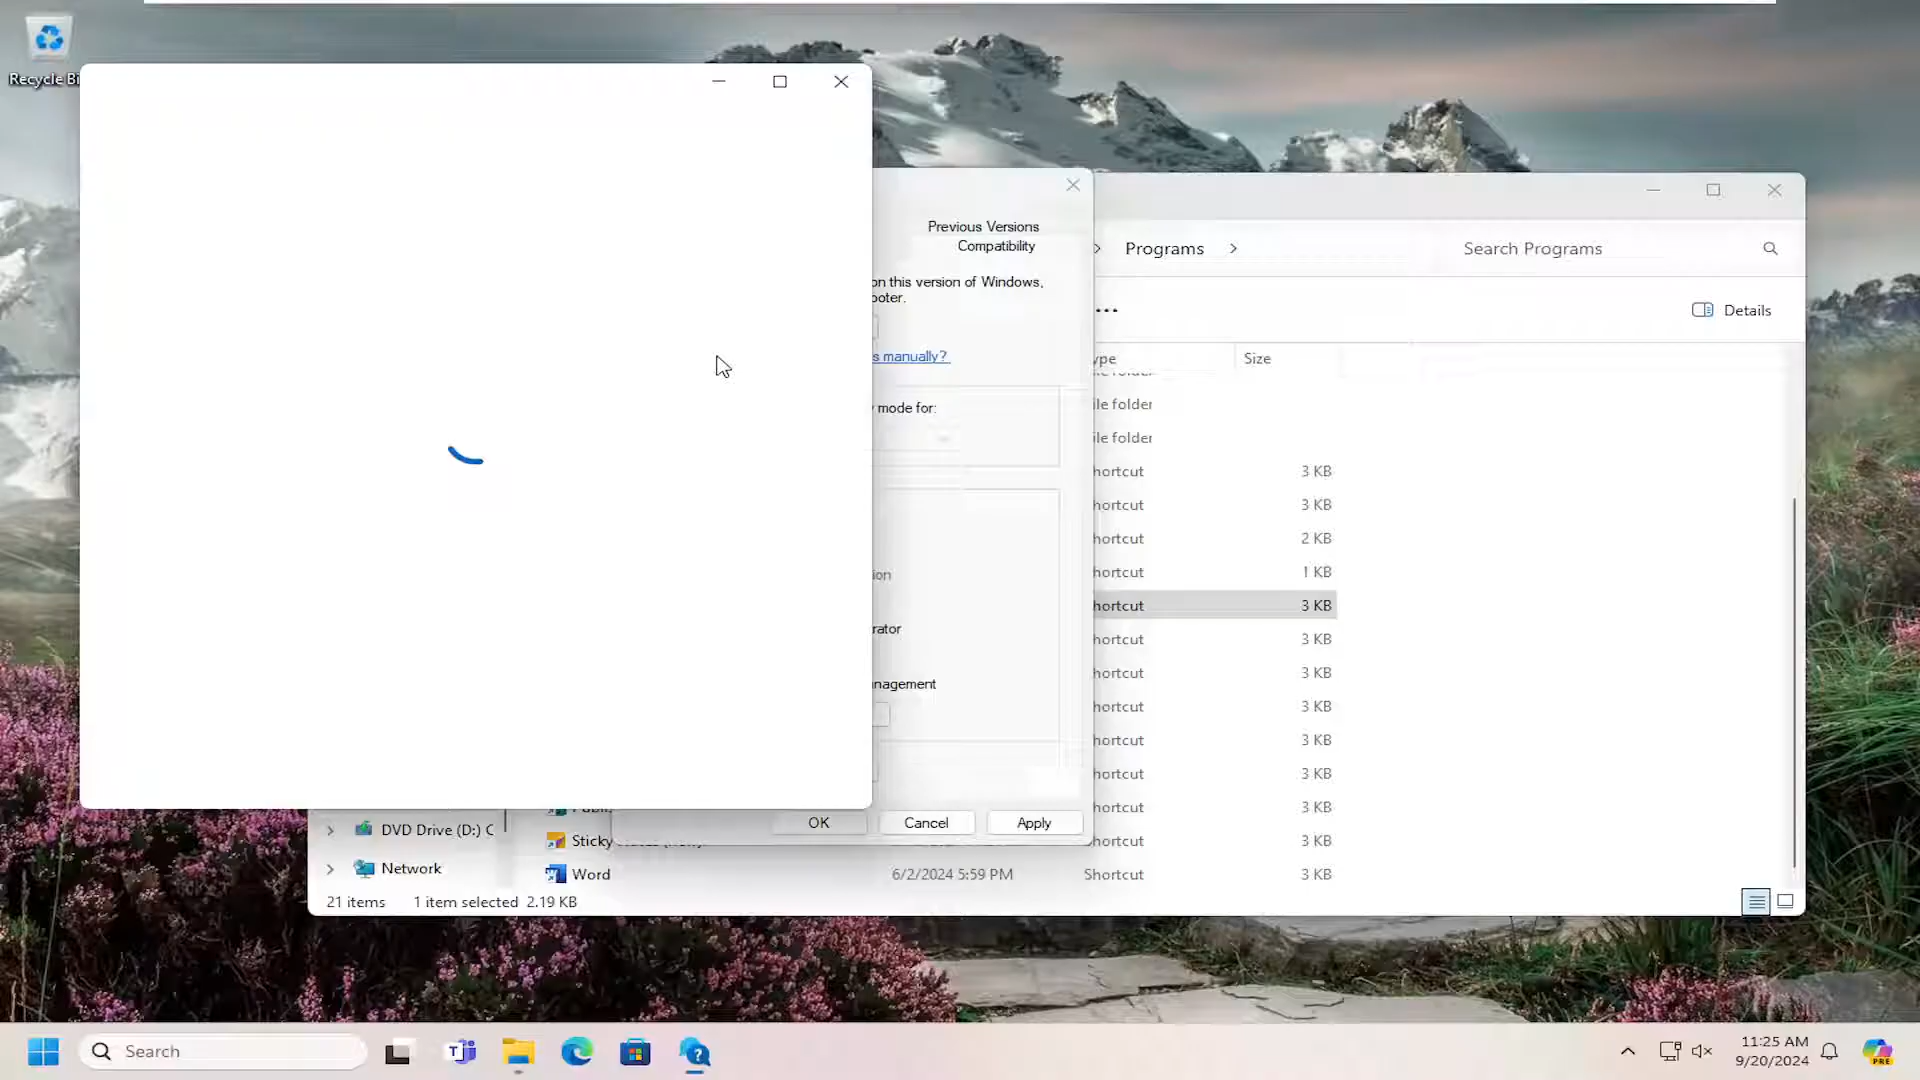 Recycle Bi
Previous Versions
Compatibility
on this version of Windows,
ooter.
s manually?
mode for:
ion
rator
nagement
OK
Cancel
Apply
Programs
Search Programs
Details
ype
Size
ile folder
ile folder
hortcut 3 KB
hortcut 3 KB
hortcut 2 KB
hortcut 1 KB
hortcut 3 KB
hortcut 3 KB
hortcut 3 KB
hortcut 3 KB
hortcut 3 KB
hortcut 3 KB
hortcut 3 KB
DVD Drive (D:) C
Sticky
hortcut 3 KB
Network
Word 6/2/2024 5:59 PM Shortcut 3 KB
21 items 1 item selected 2.19 KB
Search
11:25 AM
9/20/2024
PRE